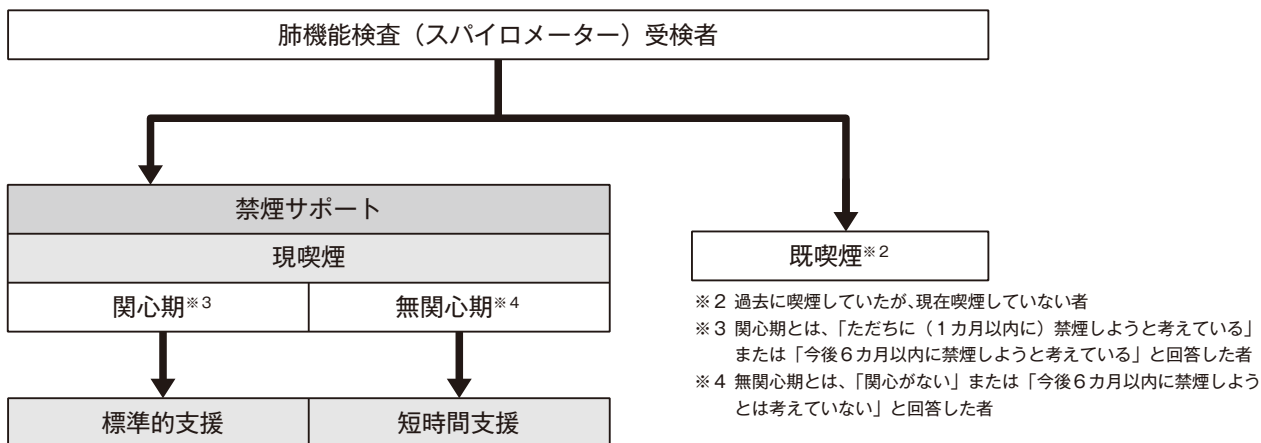 肺機能検査（スパイロメーター）受検者
禁煙サポート
現喫煙
関心期※3
無関心期※4
標準的支援
短時間支援
既喫煙※2
※2 過去に喫煙していたが、現在喫煙していない者
※3 関心期とは、「ただちに（1カ月以内に）禁煙しようと考えている」
または「今後6カ月以内に禁煙しようと考えている」と回答した者
※4 無関心期とは、「関心がない」または「今後6カ月以内に禁煙しよう
とは考えていない」と回答した者